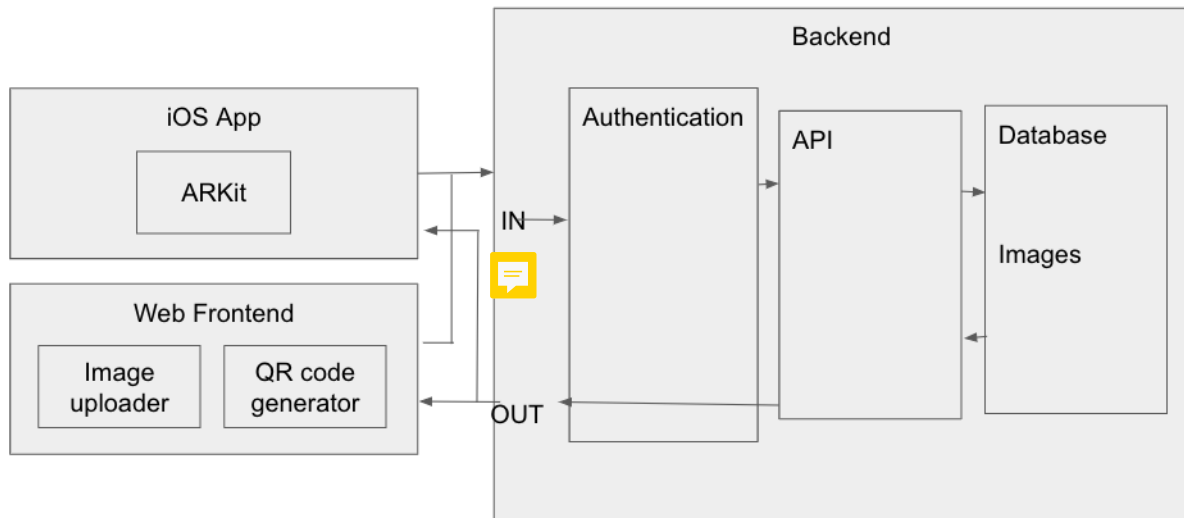 Backend
iOS App
ARKit
Authentication
API
Database
IN
Images
Web Frontend
Image
uploader
QR code
generator
OUT